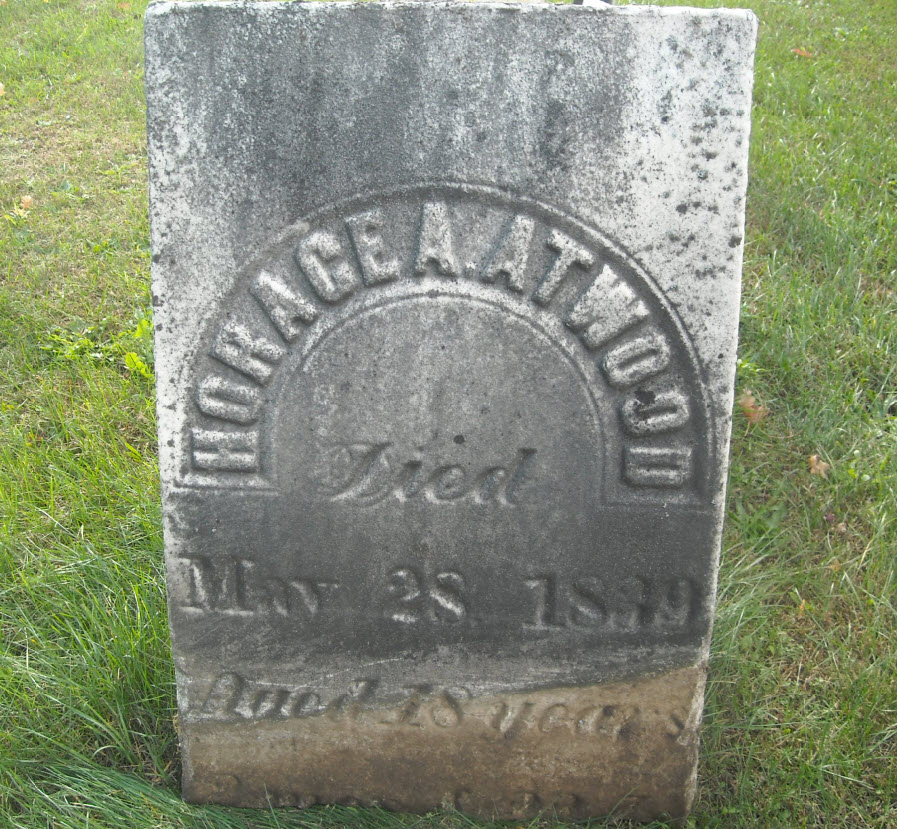 HORACE A. ATWOOD
Died
May 28, 1839
Aged 18 years